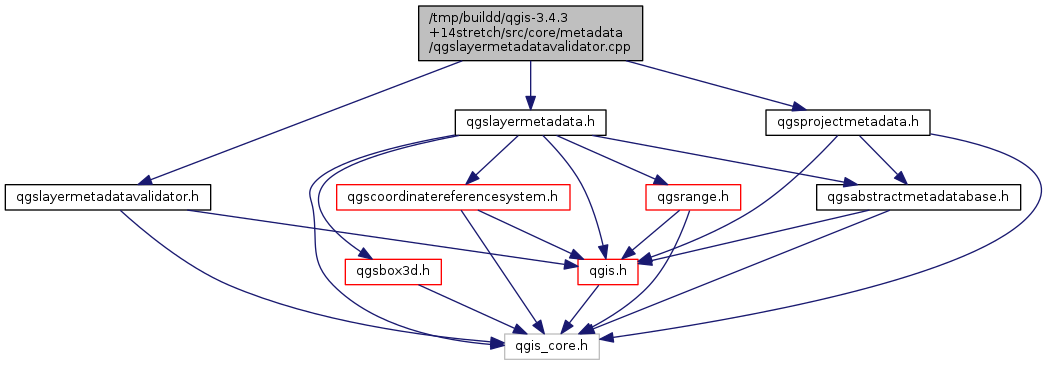 /tmp/buildd/qgis-3.4.3
+14stretch/src/core/metadata
/qgslayermetadatavalidator.cpp
qgslayermetadata.h
qgsprojectmetadata.h
qgslayermetadatavalidator.h
qgscoordinatereferencesystem.h
qgsrange.h
qgsabstractmetadatabase.h
qgsbox3d.h
qgis.h
qgis_core.h